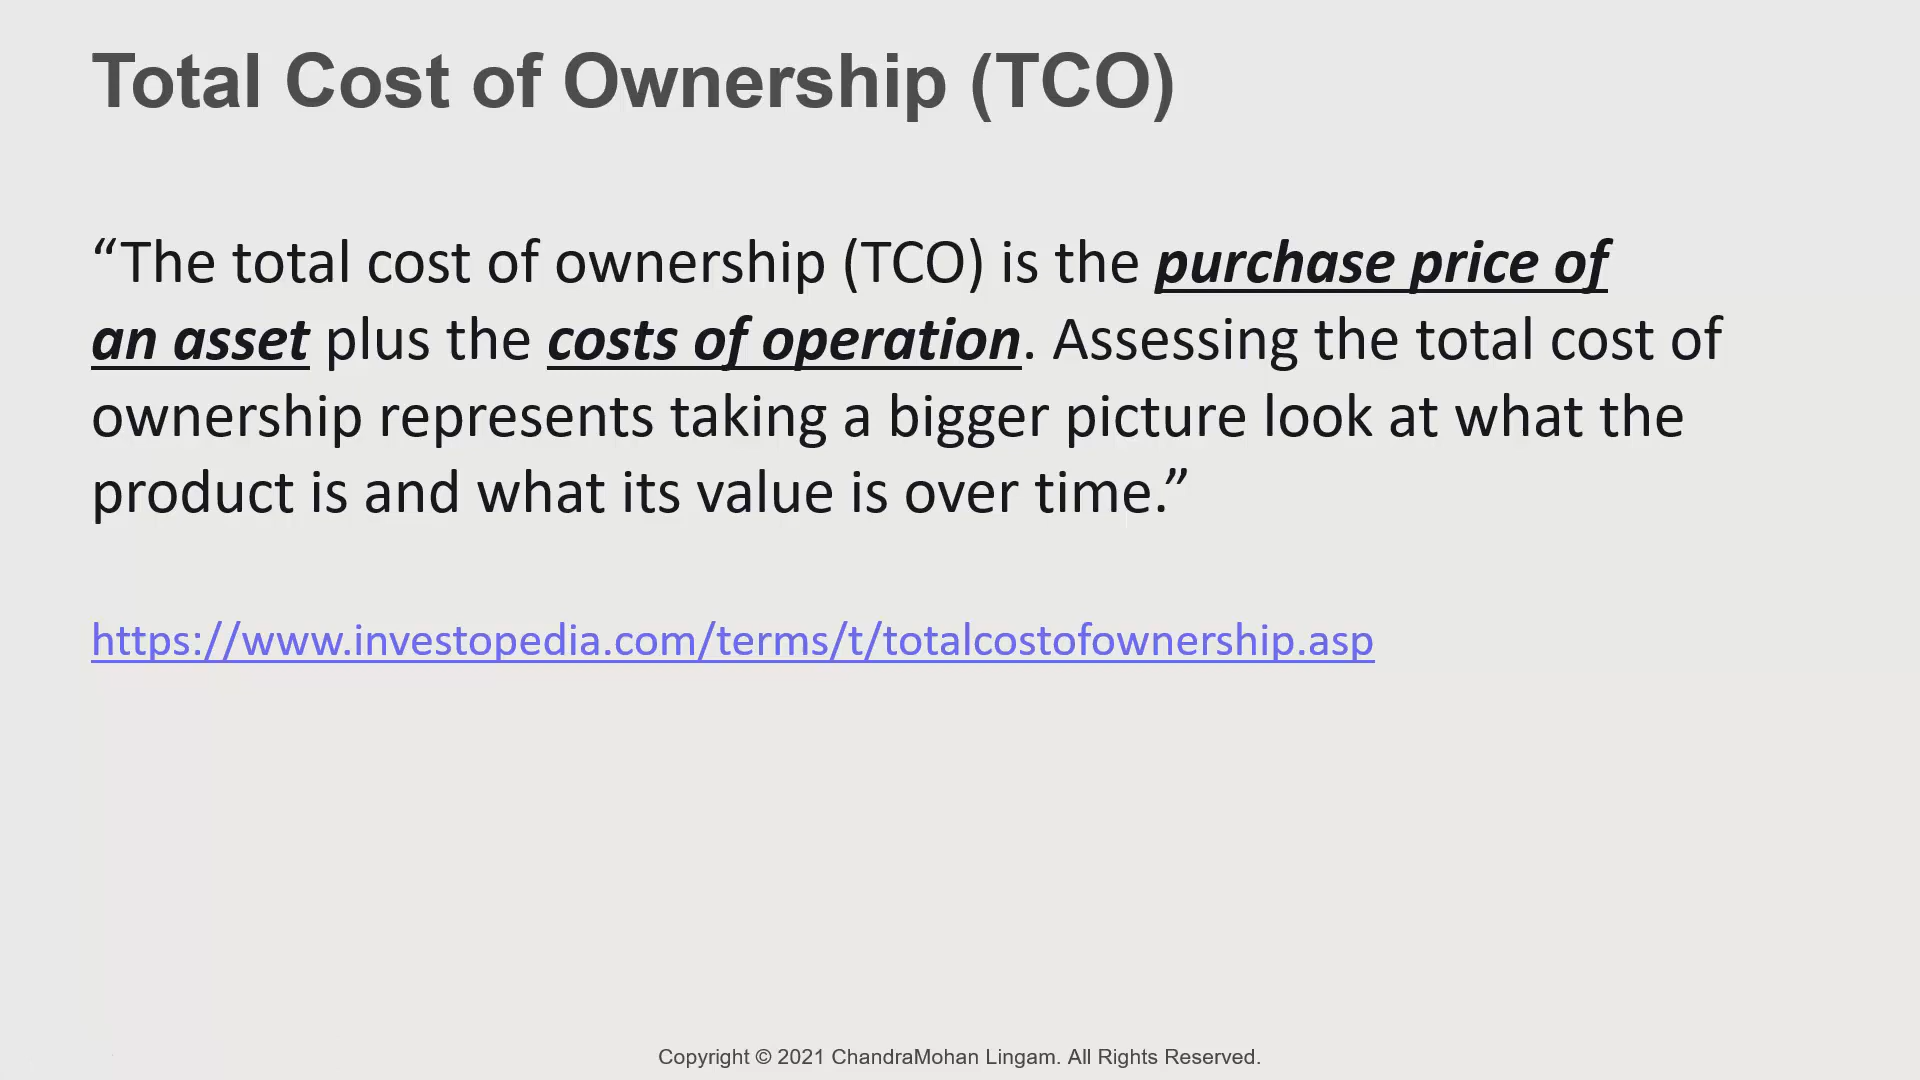 Total Cost of Ownership (TCO)
“The total cost of ownership (TCO) is the purchase price of
an asset plus the costs of operation. Assessing the total cost of
ownership represents taking a bigger picture look at what the
product is and what its value is over time.”
https://www.investopedia.com/terms/t/totalcostofownership.asp
Copyright © 2021 ChandraMohan Lingam. All Rights Reserved.